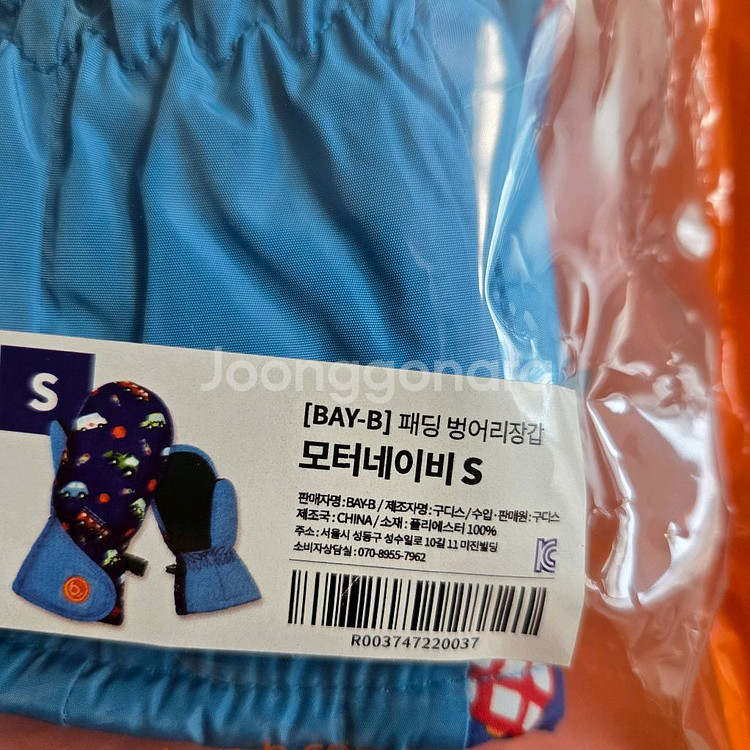 Joonggonara
S
[BAY-B] 패딩 벙어리장갑
모터네이비 S
판매자명 : BAY-B / 제조자명 : 구디스 / 수입·판매원 : 구디스
제조국 : CHINA / 소재 : 폴리에스터 100%
주소 : 서울시 성동구 성수일로 10길 11 마진빌딩
소비자상담실 : 070-8955-7962
R003747220037